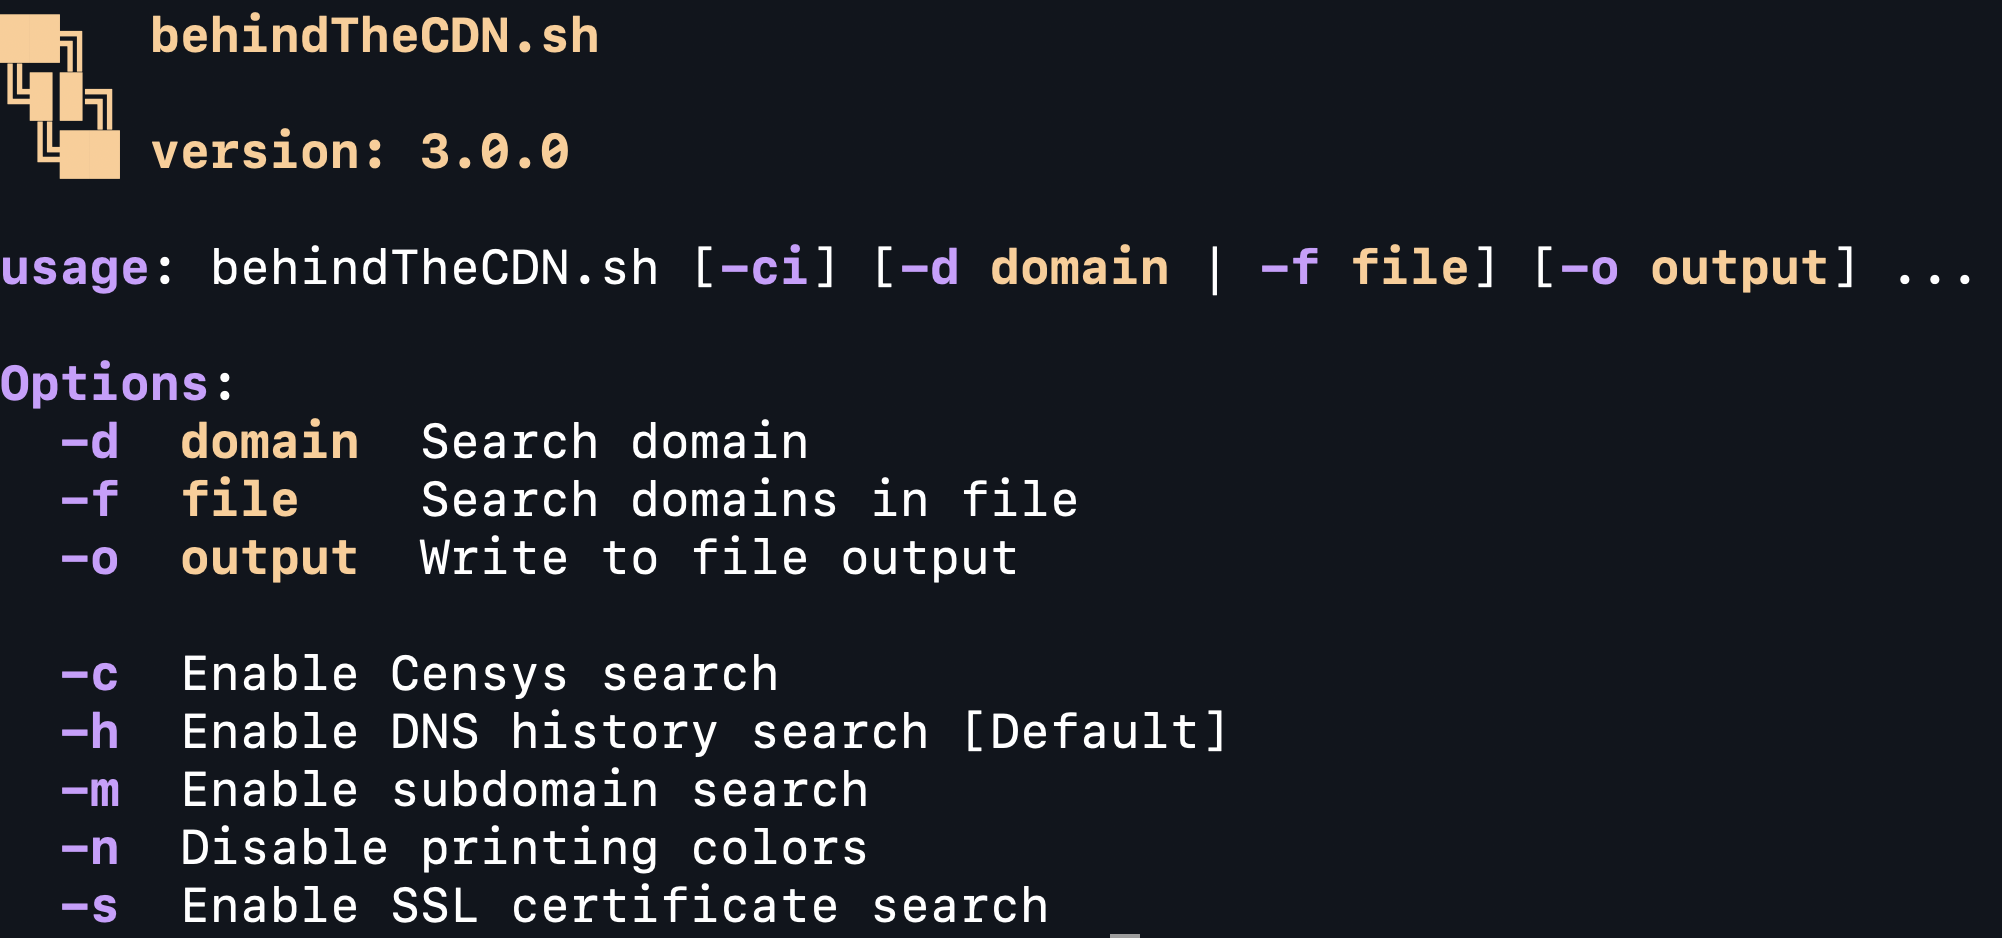 behindTheCDN.sh
version: 3.0.0
usage: behindTheCDN.sh [-ci] [-d domain | -f file] [-o output] ...
Options:
-d domain Search domain
-f file Search domains in file
-o output Write to file output
-c Enable Censys search
-h Enable DNS history search [Default]
-m Enable subdomain search
-n Disable printing colors
-s Enable SSL certificate search